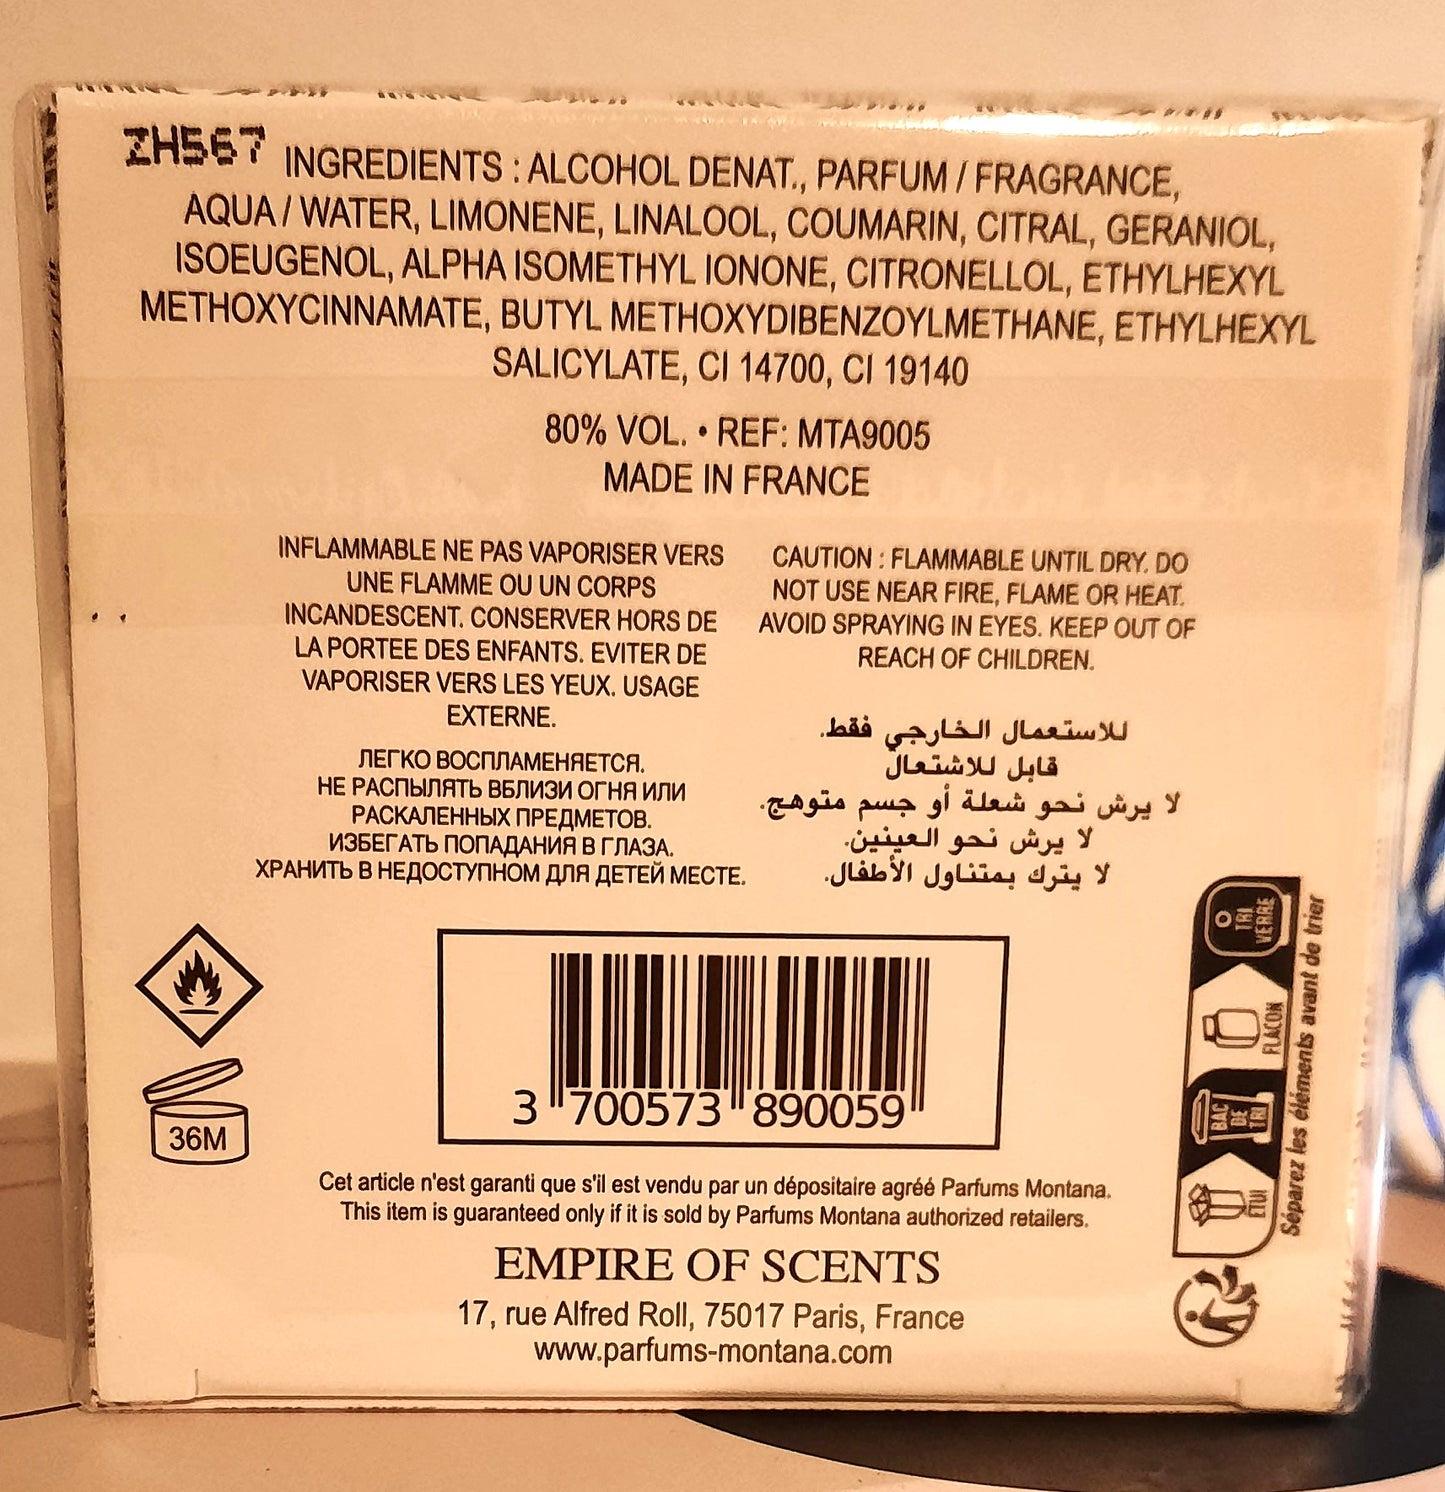 ZH567
INGREDIENTS : ALCOHOL DENAT., PARFUM / FRAGRANCE,
AQUA / WATER, LIMONENE, LINALOOL, COUMARIN, CITRAL, GERANIOL,
ISOEUGENOL, ALPHA ISOMETHYL IONONE, CITRONELLOL, ETHYLHEXYL
METHOXYCINNAMATE, BUTYL METHOXYDIBENZOYLMETHANE, ETHYLHEXYL
SALICYLATE, CI 14700, CI 19140
80% VOL. • REF: MTA9005
MADE IN FRANCE
INFLAMMABLE NE PAS VAPORISER VERS
UNE FLAMME OU UN CORPS
INCANDESCENT. CONSERVER HORS DE
LA PORTEE DES ENFANTS. EVITER DE
VAPORISER VERS LES YEUX. USAGE
EXTERNE.
CAUTION : FLAMMABLE UNTIL DRY. DO
NOT USE NEAR FIRE, FLAME OR HEAT.
AVOID SPRAYING IN EYES. KEEP OUT OF
REACH OF CHILDREN.
ЛЕГКО ВОСПЛАМЕНЯЕТСЯ.
НЕ РАСПЫЛЯТЬ ВБЛИЗИ ОГНЯ ИЛИ
РАСКАЛЕННЫХ ПРЕДМЕТОВ.
ИЗБЕГАТЬ ПОПАДАНИЯ В ГЛАЗА.
ХРАНИТЬ В НЕДОСТУПНОМ ДЛЯ ДЕТЕЙ МЕСТЕ.
للاستعمال الخارجي فقط.
قابل للاشتعال
لا يرش نحو شعلة أو جسم متوهج.
لا يرش نحو العينين.
لا يترك بمتناول الأطفال.
36M
3 700573 890059
TRI
VERRE
FLACON
BAC
DE
TRI
ETUI
Séparez les éléments avant de trier
Cet article n'est garanti que s'il est vendu par un dépositaire agréé Parfums Montana.
This item is guaranteed only if it is sold by Parfums Montana authorized retailers.
EMPIRE OF SCENTS
17, rue Alfred Roll, 75017 Paris, France
www.parfums-montana.com